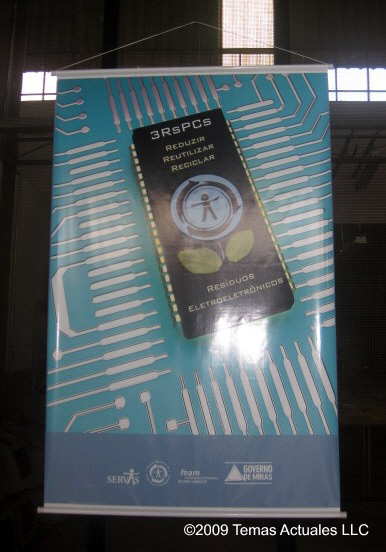 3RsPCs
Reduzir
Reutilizar
Reciclar
Resíduos
Eletroeletrônicos
SERVAS
feam
GOVERNO
DE MINAS
©2009 Temas Actuales LLC